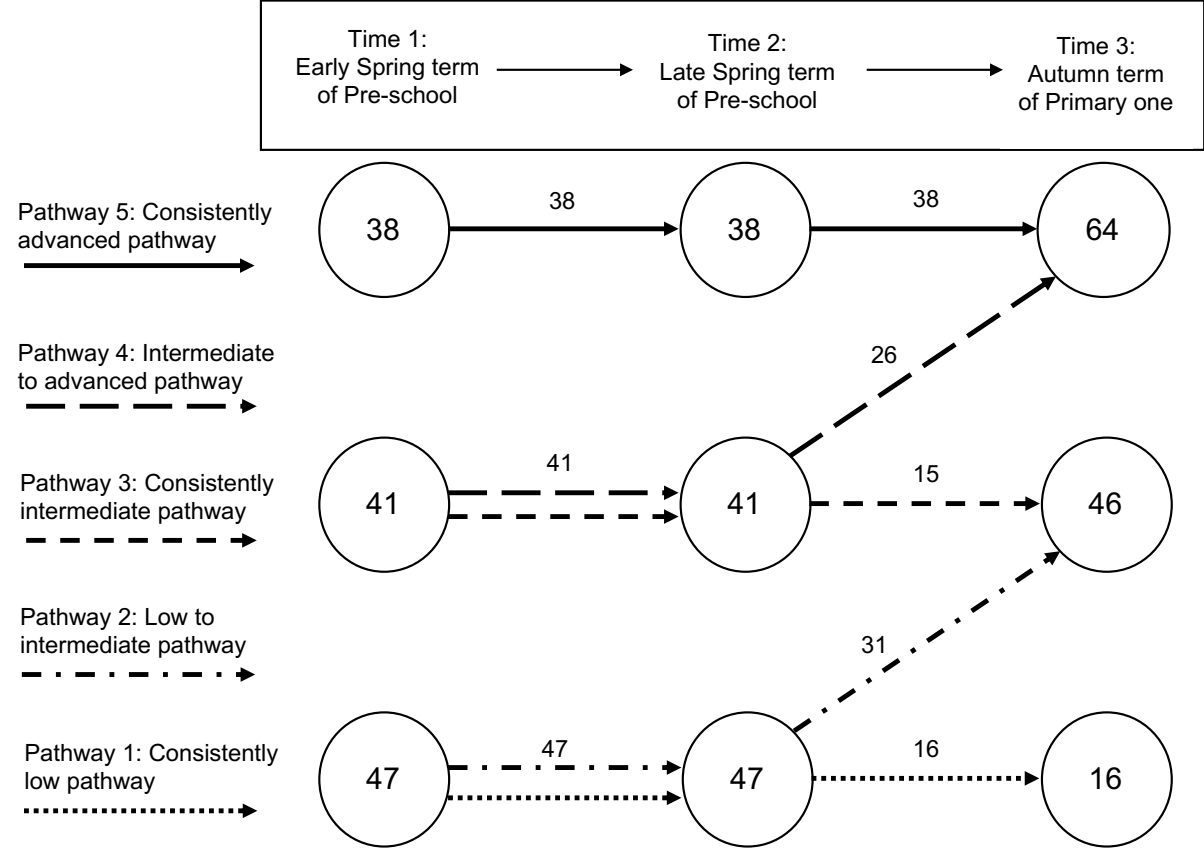 Time 1:
Early Spring term
of Pre-school
Time 2:
Late Spring term
of Pre-school
Time 3:
Autumn term
of Primary one
Pathway 5: Consistently
advanced pathway
38
38
38
38
64
Pathway 4: Intermediate
to advanced pathway
26
Pathway 3: Consistently
intermediate pathway
41
41
41
15
46
Pathway 2: Low to
intermediate pathway
31
Pathway 1: Consistently
low pathway
47
47
47
16
16